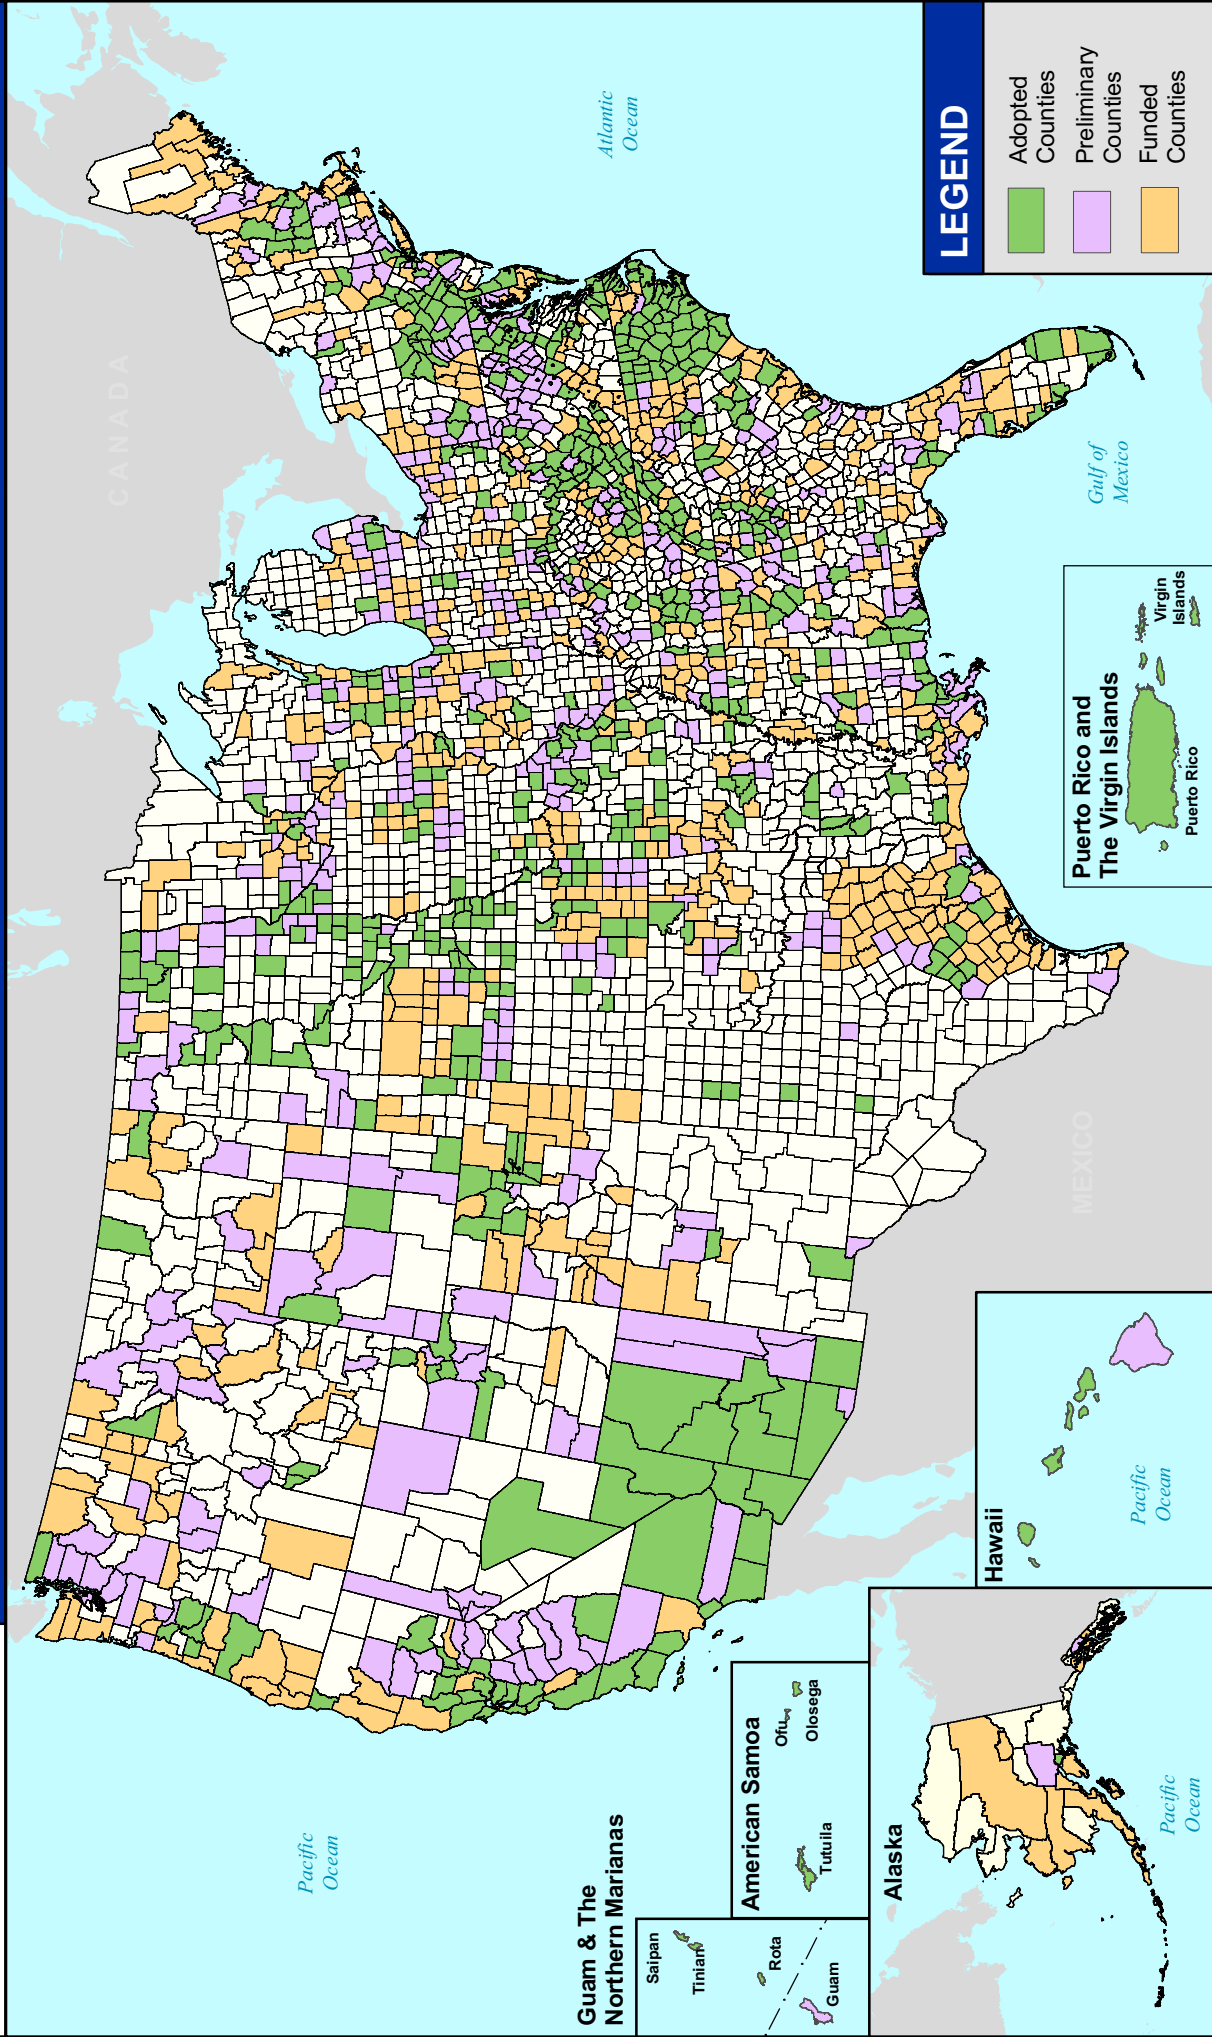 CANADA
Atlantic
Ocean
Pacific
Ocean
Gulf of
Mexico
MEXICO
Guam & The
Northern Marianas
Saipan
Tinian
Rota
Guam
American Samoa
Ofu
Olosega
Tutuila
Alaska
Pacific
Ocean
Hawaii
Pacific
Ocean
Puerto Rico and
The Virgin Islands
Virgin
Islands
Puerto Rico
LEGEND
Adopted
Counties
Preliminary
Counties
Funded
Counties